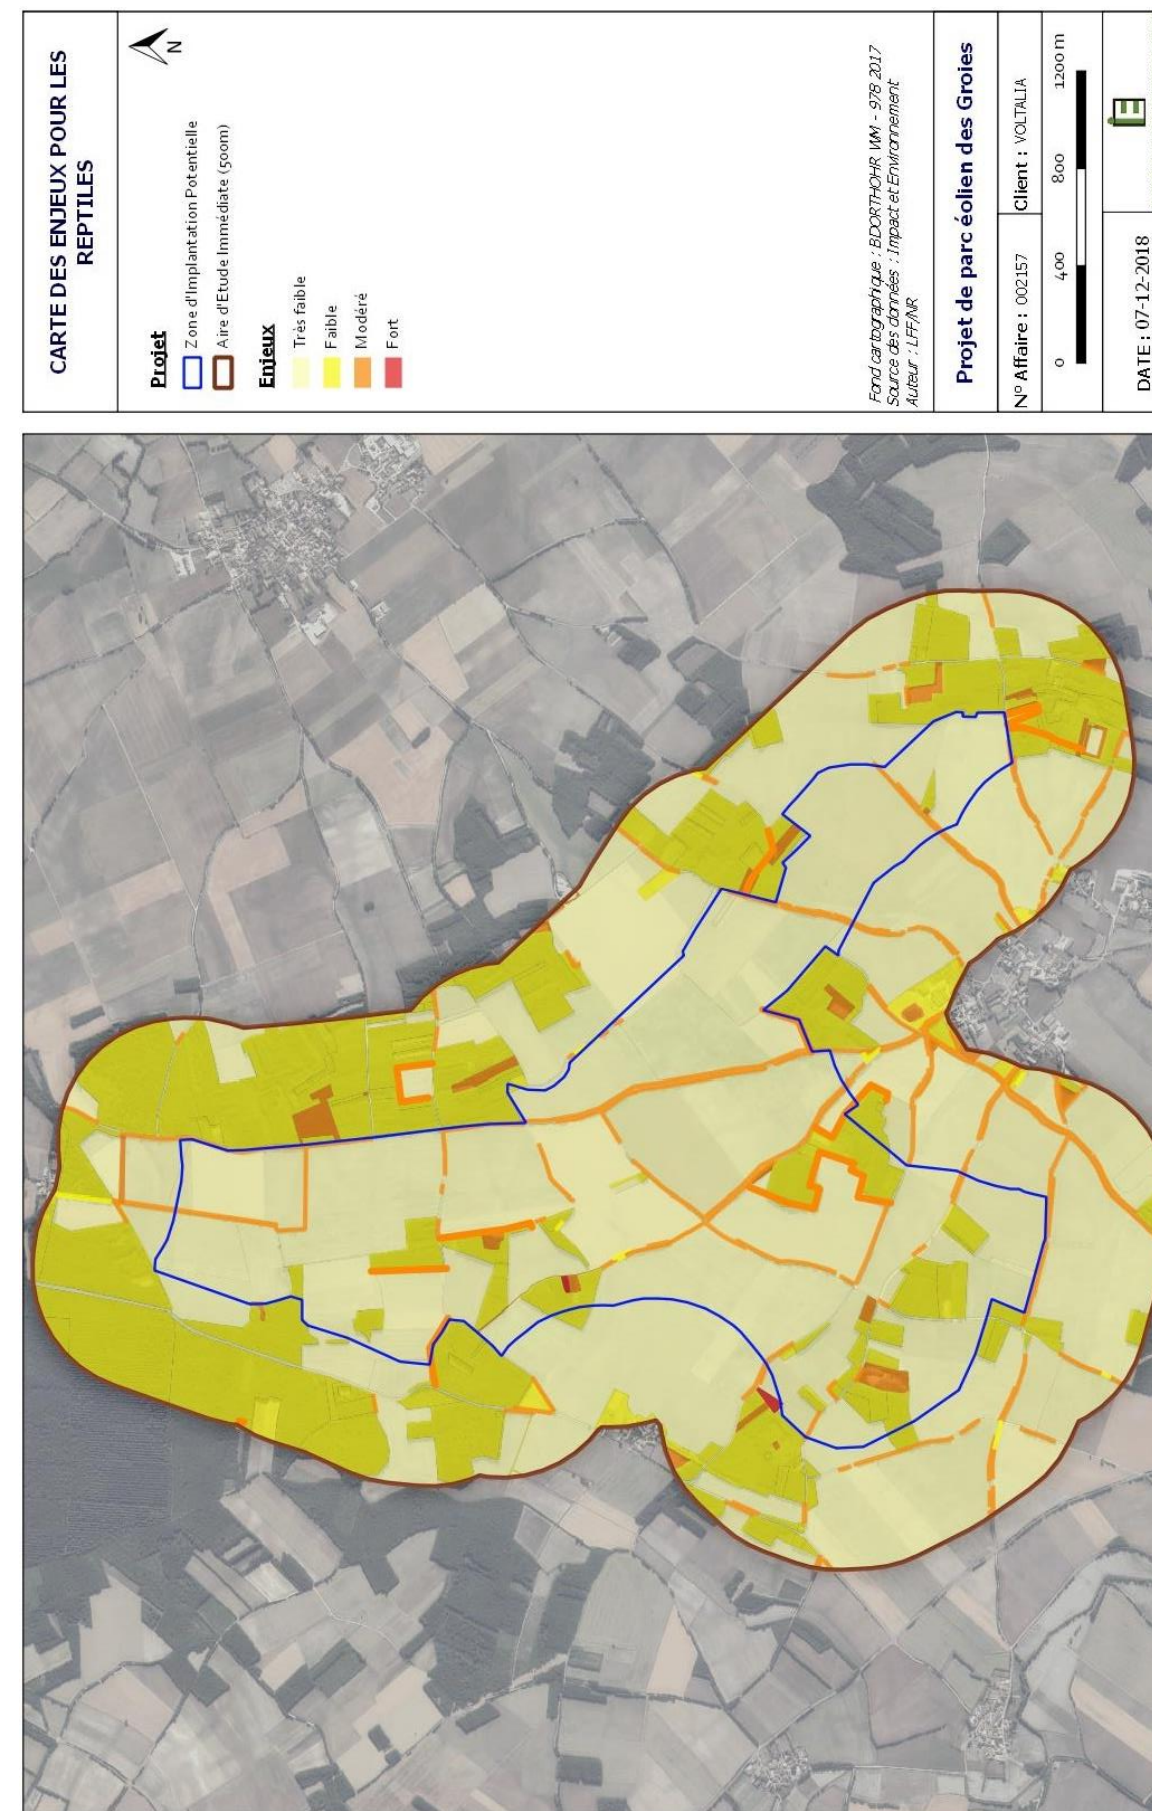 CARTE DES ENJEUX POUR LES
REPTILES
N
Projet
Zone d'Implantation Potentielle
Aire d'Etude Immédiate (500m)
Enjeux
Très faible
Faible
Modéré
Fort
Fond cartographique : BDORTHOHR WM - 978 2017
Source des données : Impact et Environnement
Auteur : LFF/NR
Projet de parc éolien des Groies
N° Affaire : 002157
Client : VOLTALIA
0 400 800 1200 m
DATE : 07-12-2018
IE